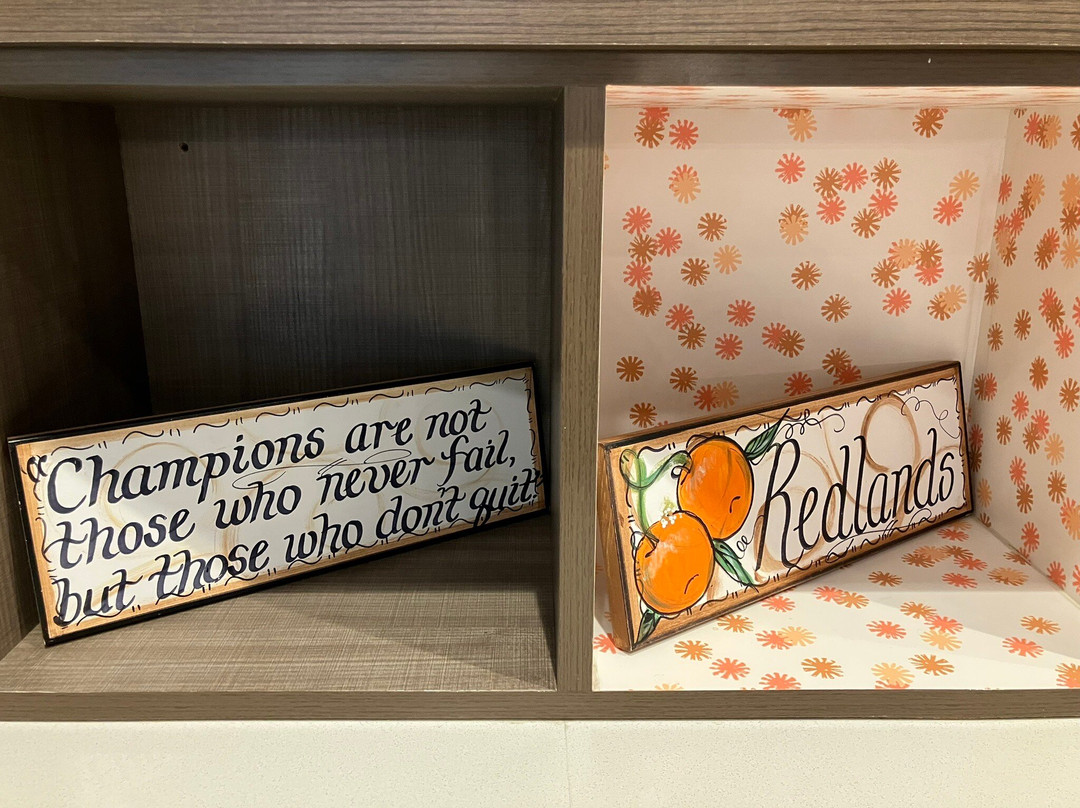 "Champions are not
those who never fail,
but those who don't quit."
Redlands